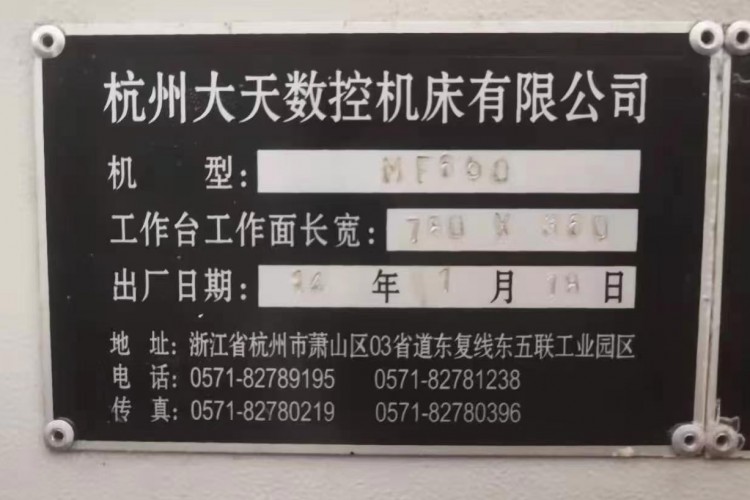 杭州大天数控机床有限公司
机 型:
工作台工作面长宽: X
出厂日期: 年 1 月 日
地 址: 浙江省杭州市萧山区03省道东复线东五联工业园区
电 话: 0571-82789195 0571-82781238
传 真: 0571-82780219 0571-82780396